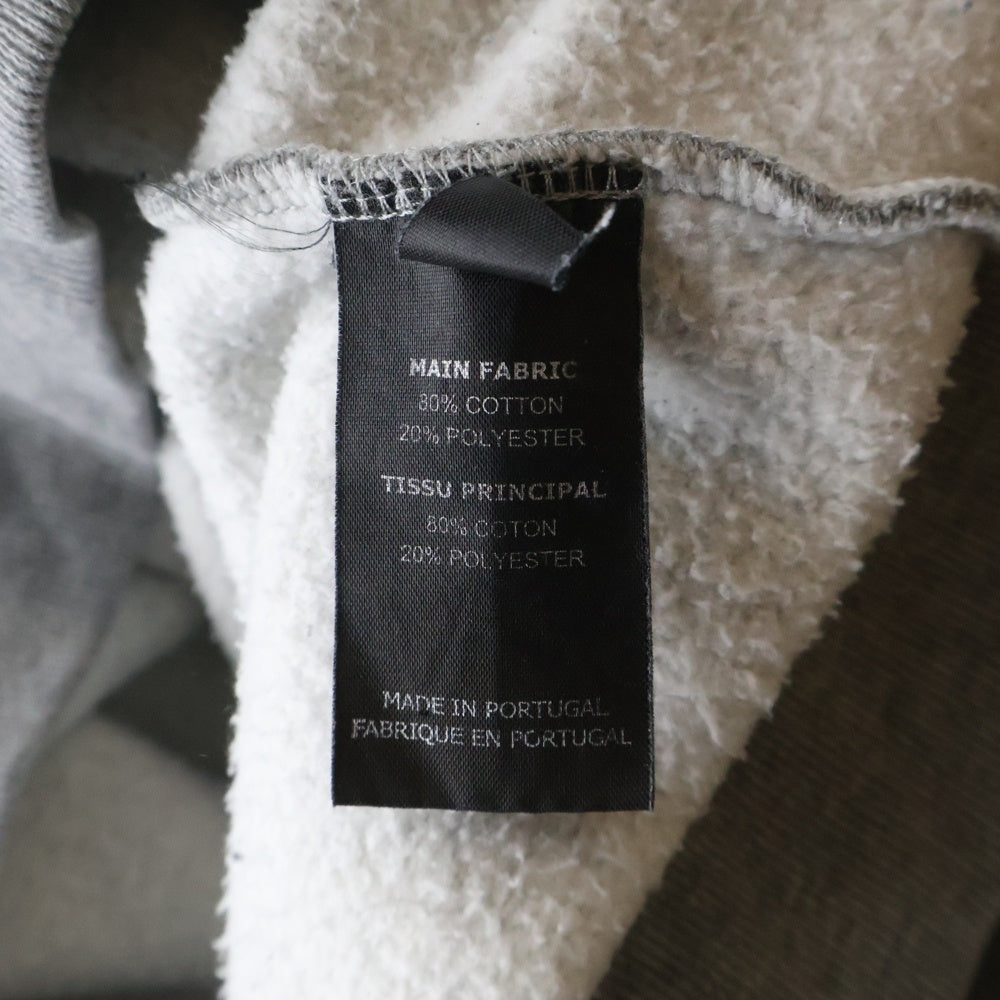 MAIN FABRIC
80% COTTON
20% POLYESTER
TISSU PRINCIPAL
80% COTON
20% POLYESTER
MADE IN PORTUGAL
FABRIQUE EN PORTUGAL